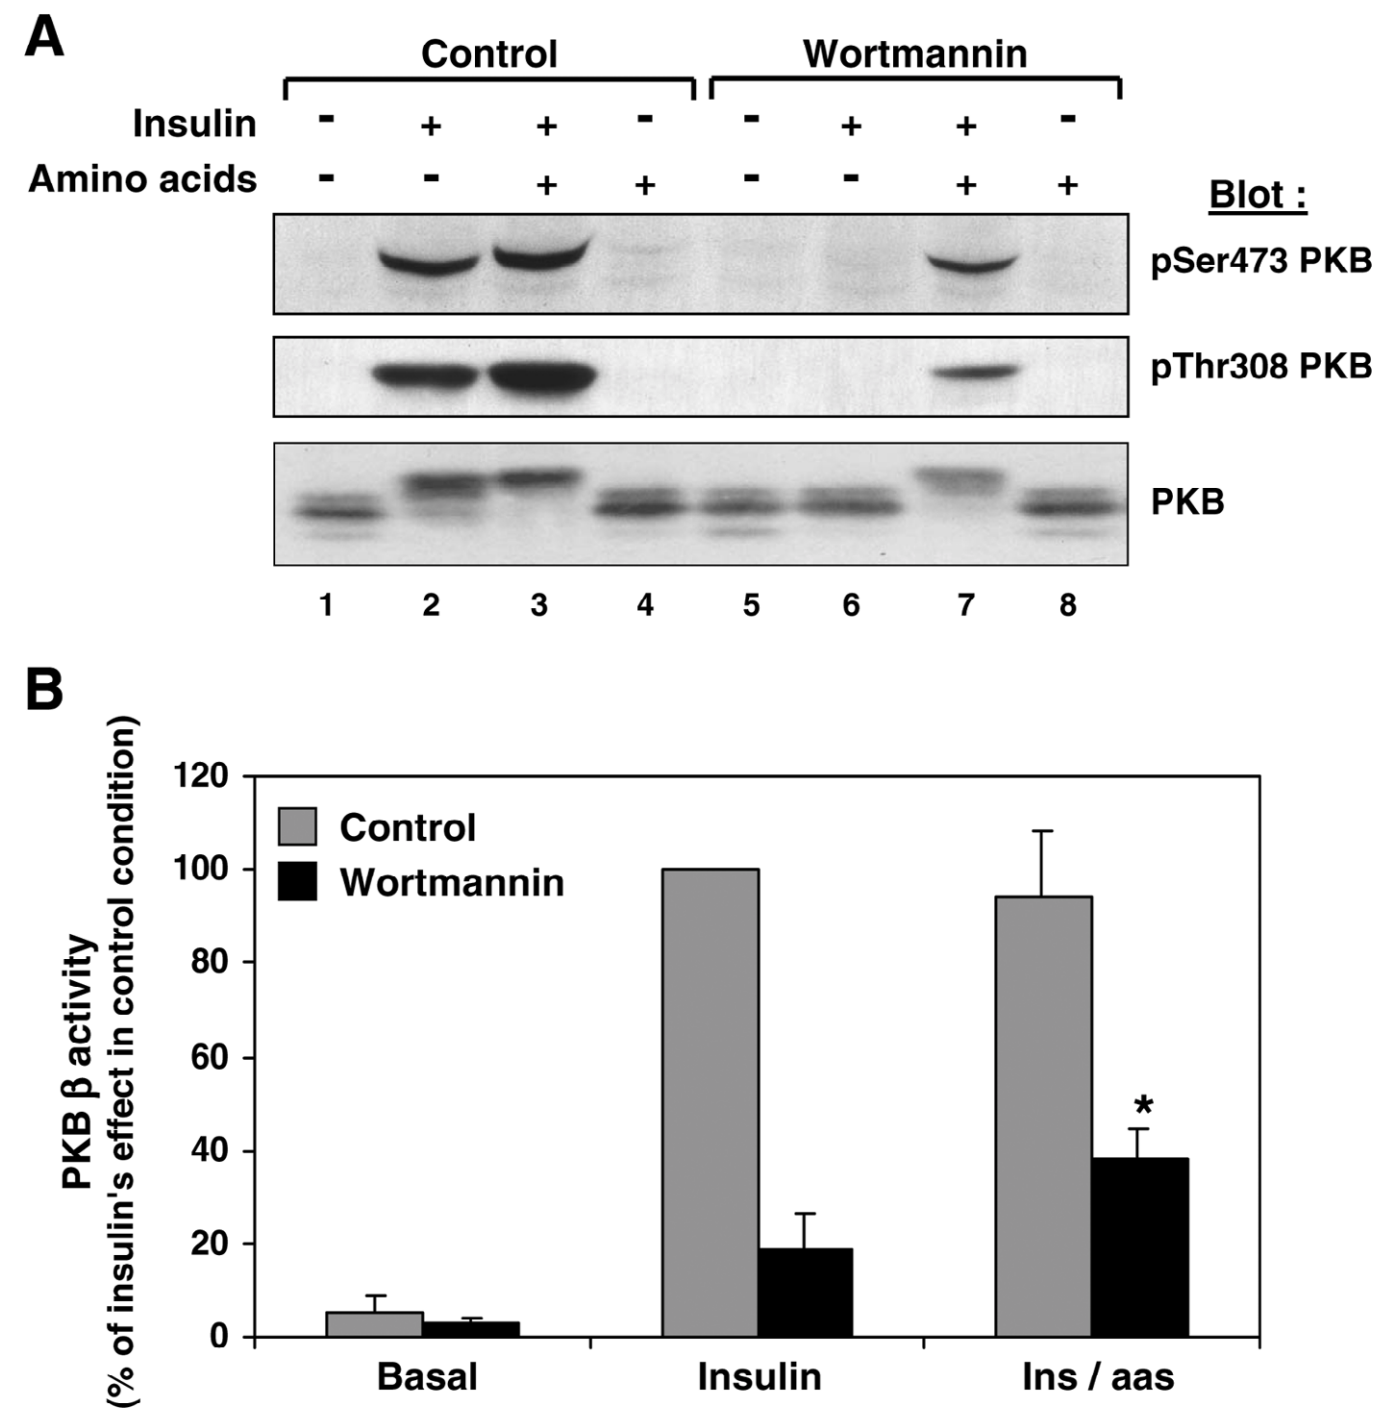 A
Control Wortmannin
Insulin - + + - - + + -
Amino acids - - + + - - + +
Blot :
pSer473 PKB
pThr308 PKB
PKB
1 2 3 4 5 6 7 8
B
PKB β activity
(% of insulin's effect in control condition)
120
100
80
60
40
20
0
Control
Wortmannin
*
Basal Insulin Ins / aas